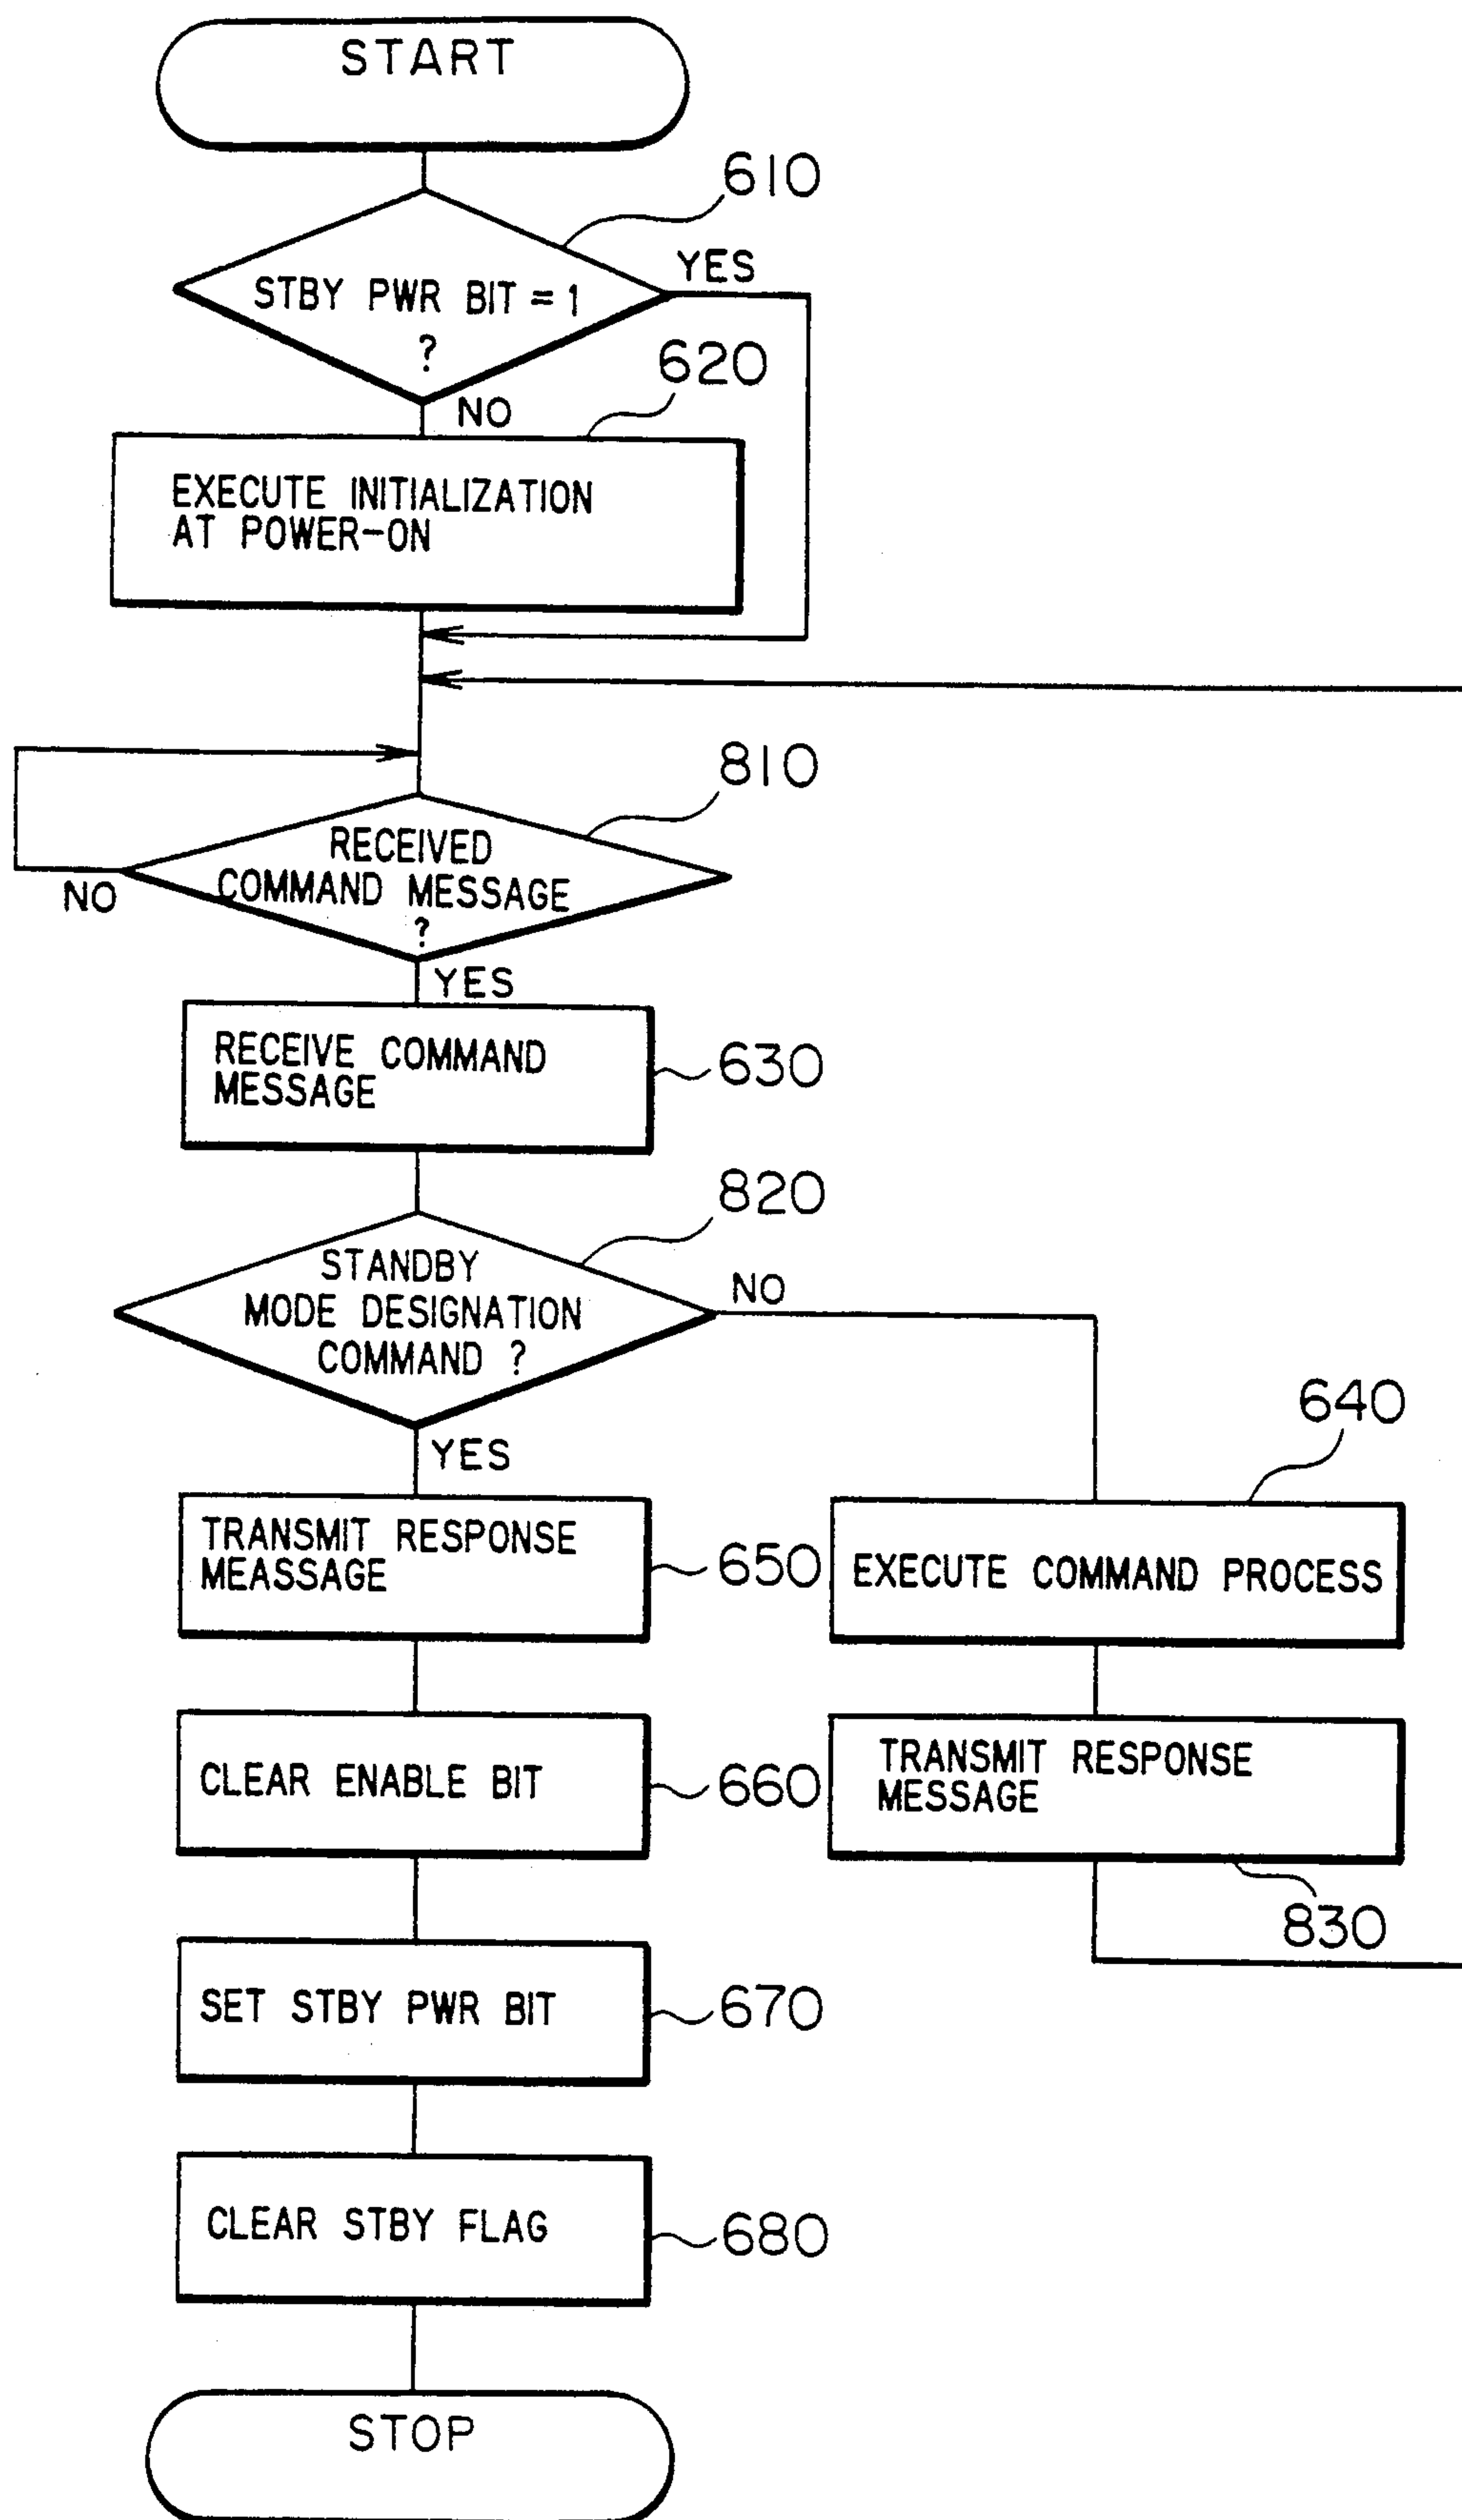 START
610
YES
STBY PWR BIT = 1
?
620
NO
EXECUTE INITIALIZATION
AT POWER-ON
810
RECEIVED
COMMAND MESSAGE
?
NO
YES
RECEIVE COMMAND
MESSAGE
630
820
STANDBY
MODE DESIGNATION
COMMAND ?
NO
YES
640
TRANSMIT RESPONSE
MEASSAGE
650
EXECUTE COMMAND PROCESS
CLEAR ENABLE BIT
660
TRANSMIT RESPONSE
MESSAGE
830
SET STBY PWR BIT
670
CLEAR STBY FLAG
680
STOP